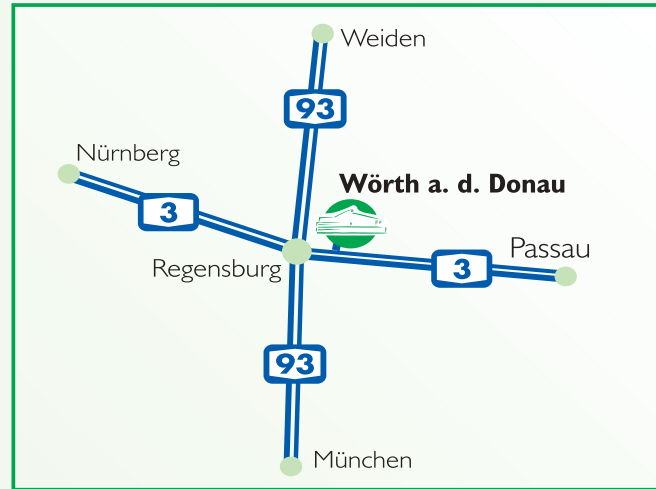 Weiden
93
Nürnberg
Wörth a. d. Donau
3
Passau
Regensburg
3
93
München